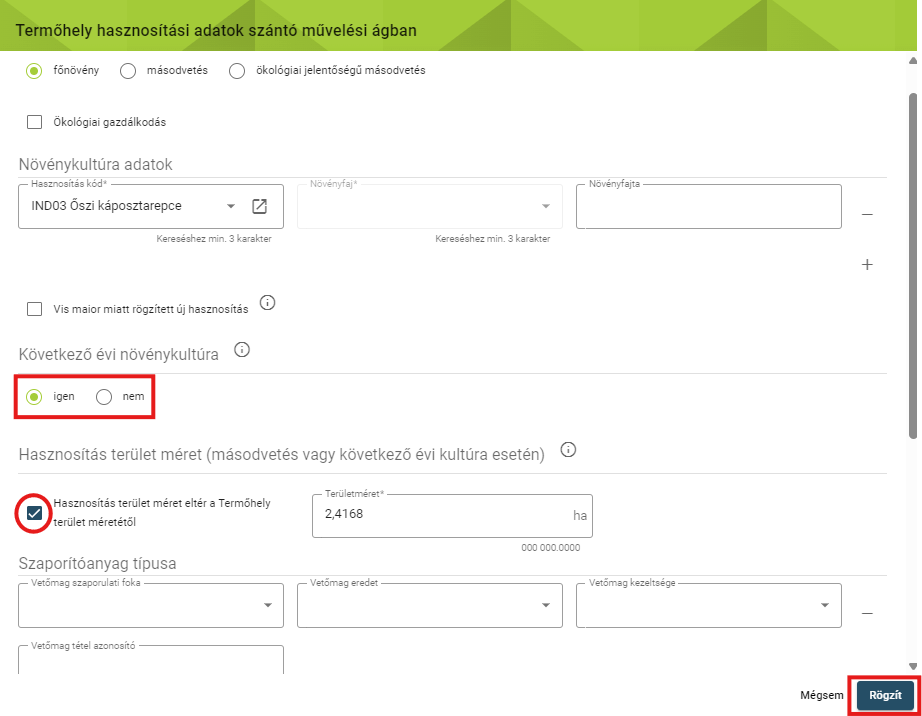 Termőhely hasznosítási adatok szántó művelési ágban
főnövény másodvetés ökológiai jelentőségű másodvetés
Ökológiai gazdálkodás
Növénykultúra adatok
Hasznosítás kód* Növényfaj* Növényfajta
IND03 Őszi káposztarepce
Kereséshez min. 3 karakter Kereséshez min. 3 karakter
Vis maior miatt rögzített új hasznosítás
Következő évi növénykultúra
igen nem
Hasznosítás terület méret (másodvetés vagy következő évi kultúra esetén)
Hasznosítás terület méret eltér a Termőhely
terület méretétől
Területméret*
2,4168 ha
000 000.0000
Szaporítóanyag típusa
Vetőmag szaporulati foka Vetőmag eredet Vetőmag kezeltsége
Vetőmag tétel azonosító
Mégsem Rögzít